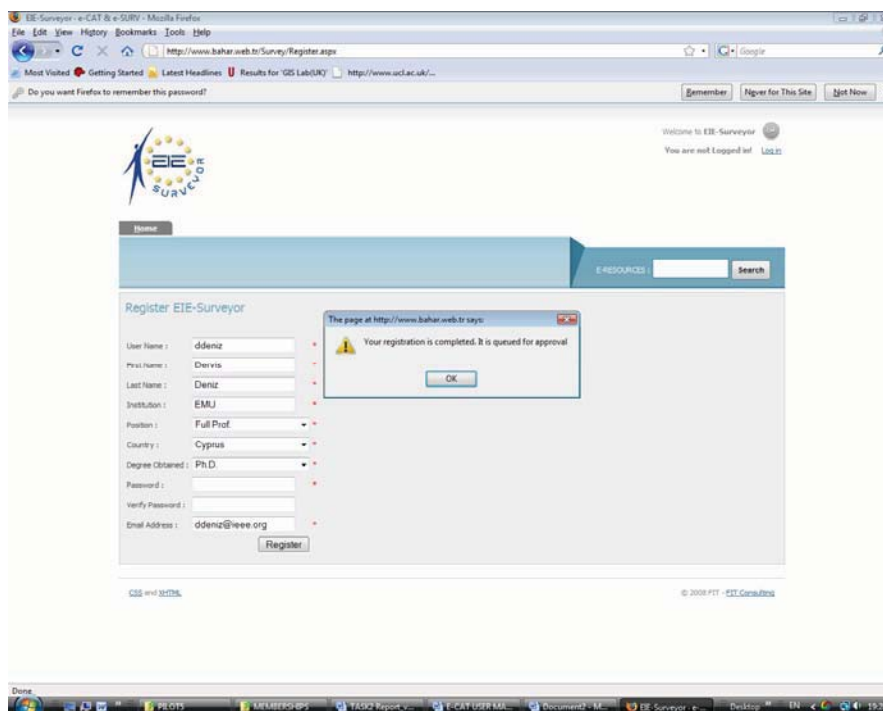 EIE-Surveyor - e-CAT & e-SURV - Mozilla Firefox
File Edit View History Bookmarks Tools Help
http://www.bahar.web.tr/Survey/Register.aspx
Google
Most Visited Getting Started Latest Headlines Results for 'GIS Lab(UK)' http://www.ucl.ac.uk/...
Do you want Firefox to remember this password?
Remember Never for This Site Not Now
EIE
SURVEYOR
Welcome to EIE-Surveyor
You are not Logged in! Log in
Home
E-RESOURCES :
Search
Register EIE-Surveyor
The page at http://www.bahar.web.tr says:
Your registration is completed. It is queued for approval
OK
User Name : ddeniz *
First Name : Dervis *
Last Name : Deniz *
Institution : EMU *
Position : Full Prof. *
Country : Cyprus *
Degree Obtained : Ph.D. *
Password : *
Verify Password :
Email Address : ddeniz@ieee.org *
Register
CSS and XHTML
© 2008 FIT - FIT Consulting
Done
PILOTS MEMBERSHIPS TASK2 Report_v... E-CAT USER MA... Document2 - M... EIE-Surveyor - e-... Desktop » EN